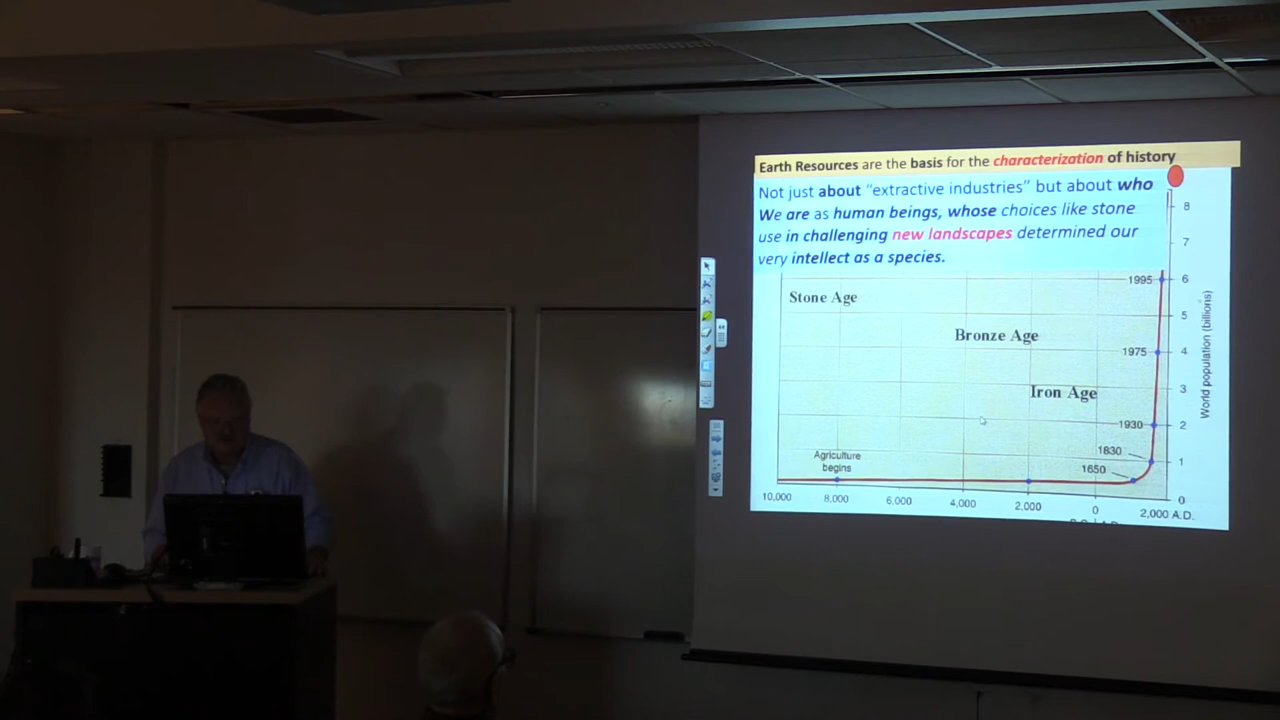 Earth Resources are the basis for the characterization of history
Not just about "extractive industries" but about who
We are as human beings, whose choices like stone
use in challenging new landscapes determined our
very intellect as a species.
8
7
1995
6
Stone Age
5
Bronze Age
1975
4
World population (billions)
3
Iron Age
1930
2
1830
Agriculture
begins
1650
1
0
10,000
8,000
6,000
4,000
2,000
0
2,000 A.D.